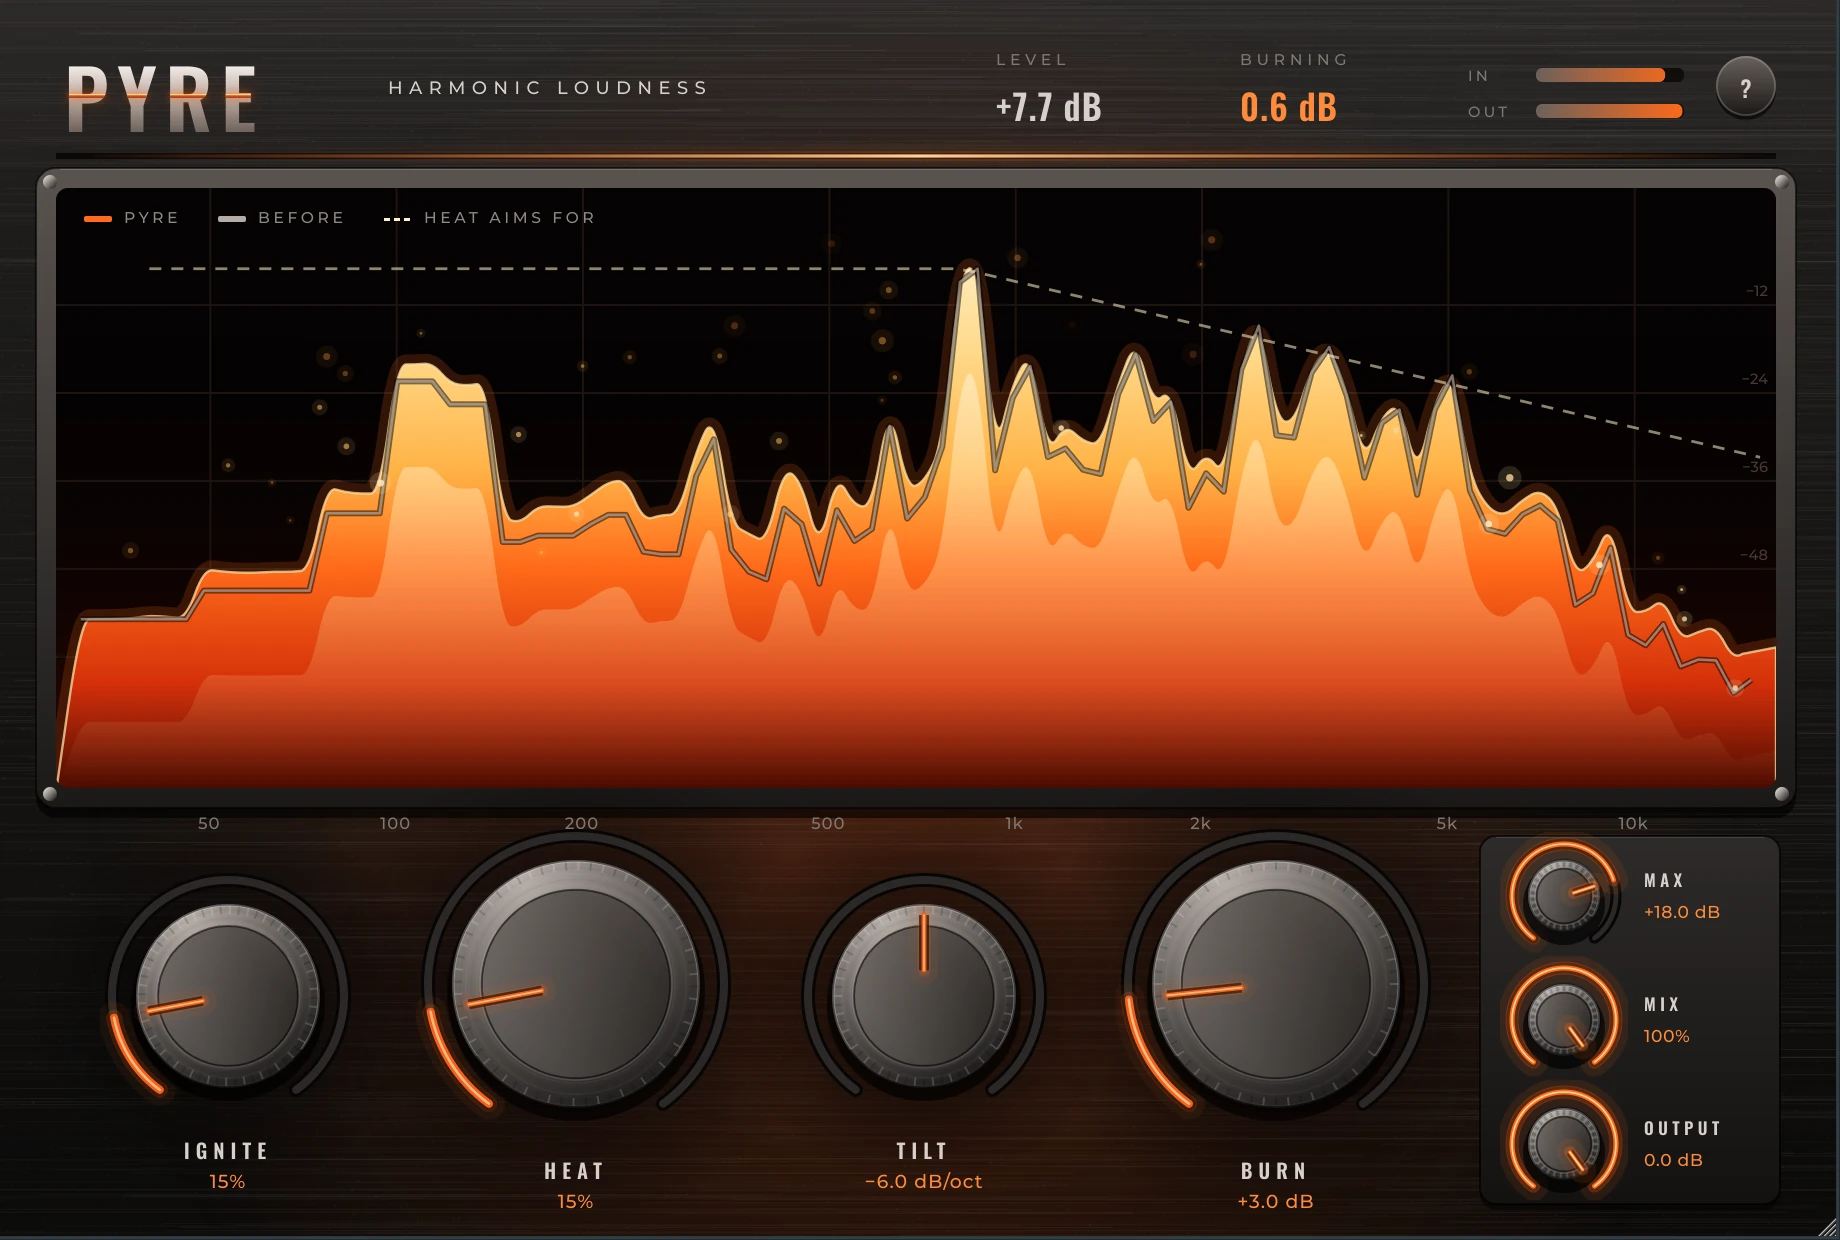 PYRE
HARMONIC LOUDNESS
LEVEL
+7.7 dB
BURNING
0.6 dB
IN
OUT
?
PYRE
BEFORE
HEAT AIMS FOR
−12
−24
−36
−48
50
100
200
500
1k
2k
5k
10k
IGNITE
15%
HEAT
15%
TILT
−6.0 dB/oct
BURN
+3.0 dB
MAX
+18.0 dB
MIX
100%
OUTPUT
0.0 dB